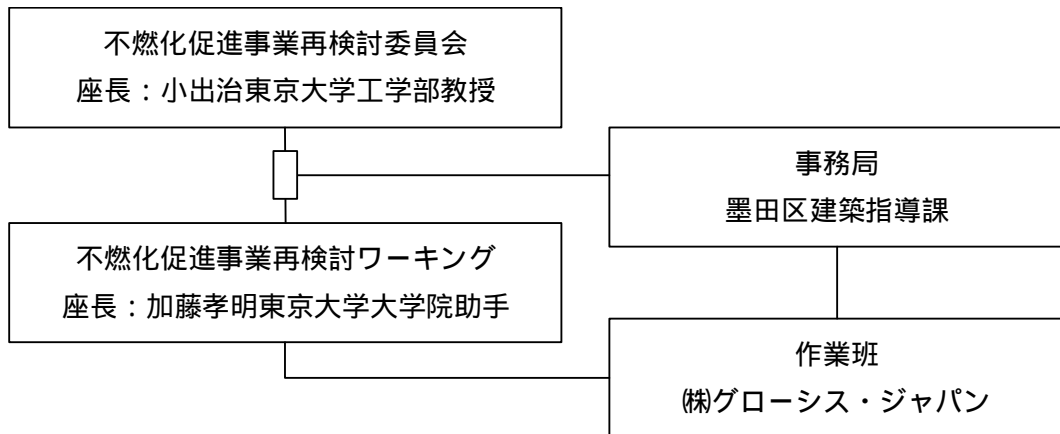 不燃化促進事業再検討委員会
座長：小出治東京大学工学部教授
事務局
墨田区建築指導課
不燃化促進事業再検討ワーキング
座長：加藤孝明東京大学大学院助手
作業班
㈱グローシス・ジャパン